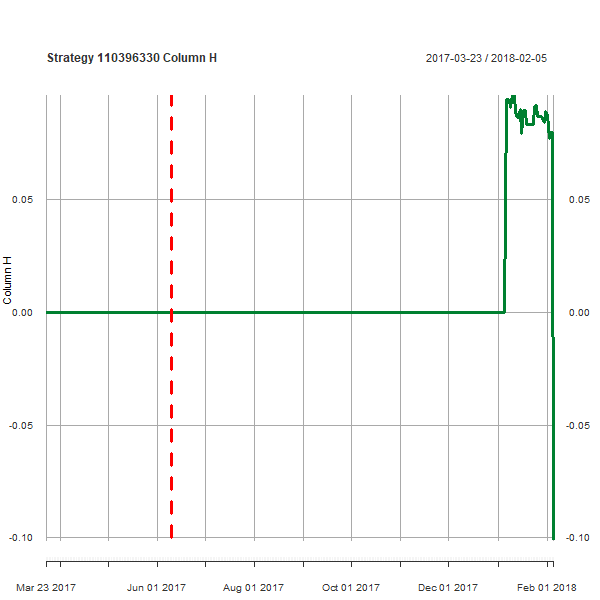 Strategy 110396330 Column H
2017-03-23 / 2018-02-05
0.05
0.05
Column H
0.00
0.00
-0.05
-0.05
-0.10
-0.10
Mar 23 2017
Jun 01 2017
Aug 01 2017
Oct 01 2017
Dec 01 2017
Feb 01 2018